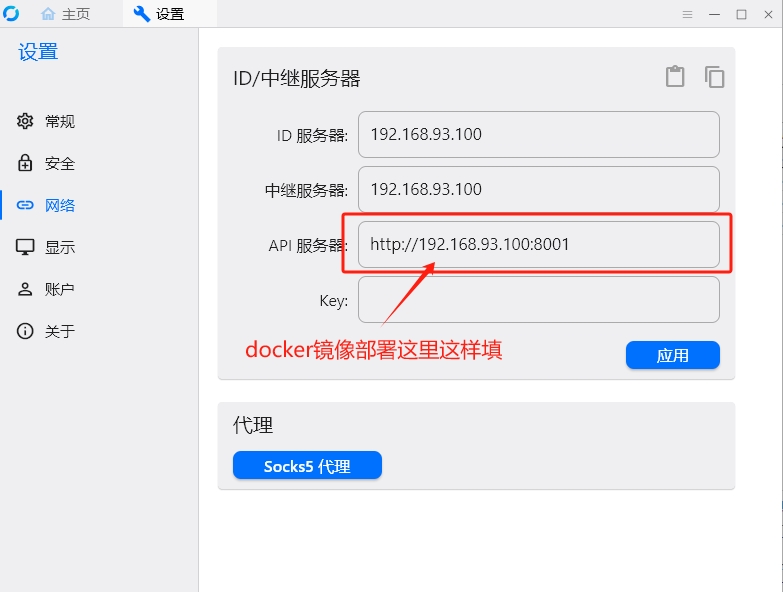 主页
设置
设置
常规
安全
网络
显示
账户
关于
ID/中继服务器
ID 服务器: 192.168.93.100
中继服务器: 192.168.93.100
API 服务器: http://192.168.93.100:8001
Key:
docker镜像部署这里这样填
应用
代理
Socks5 代理